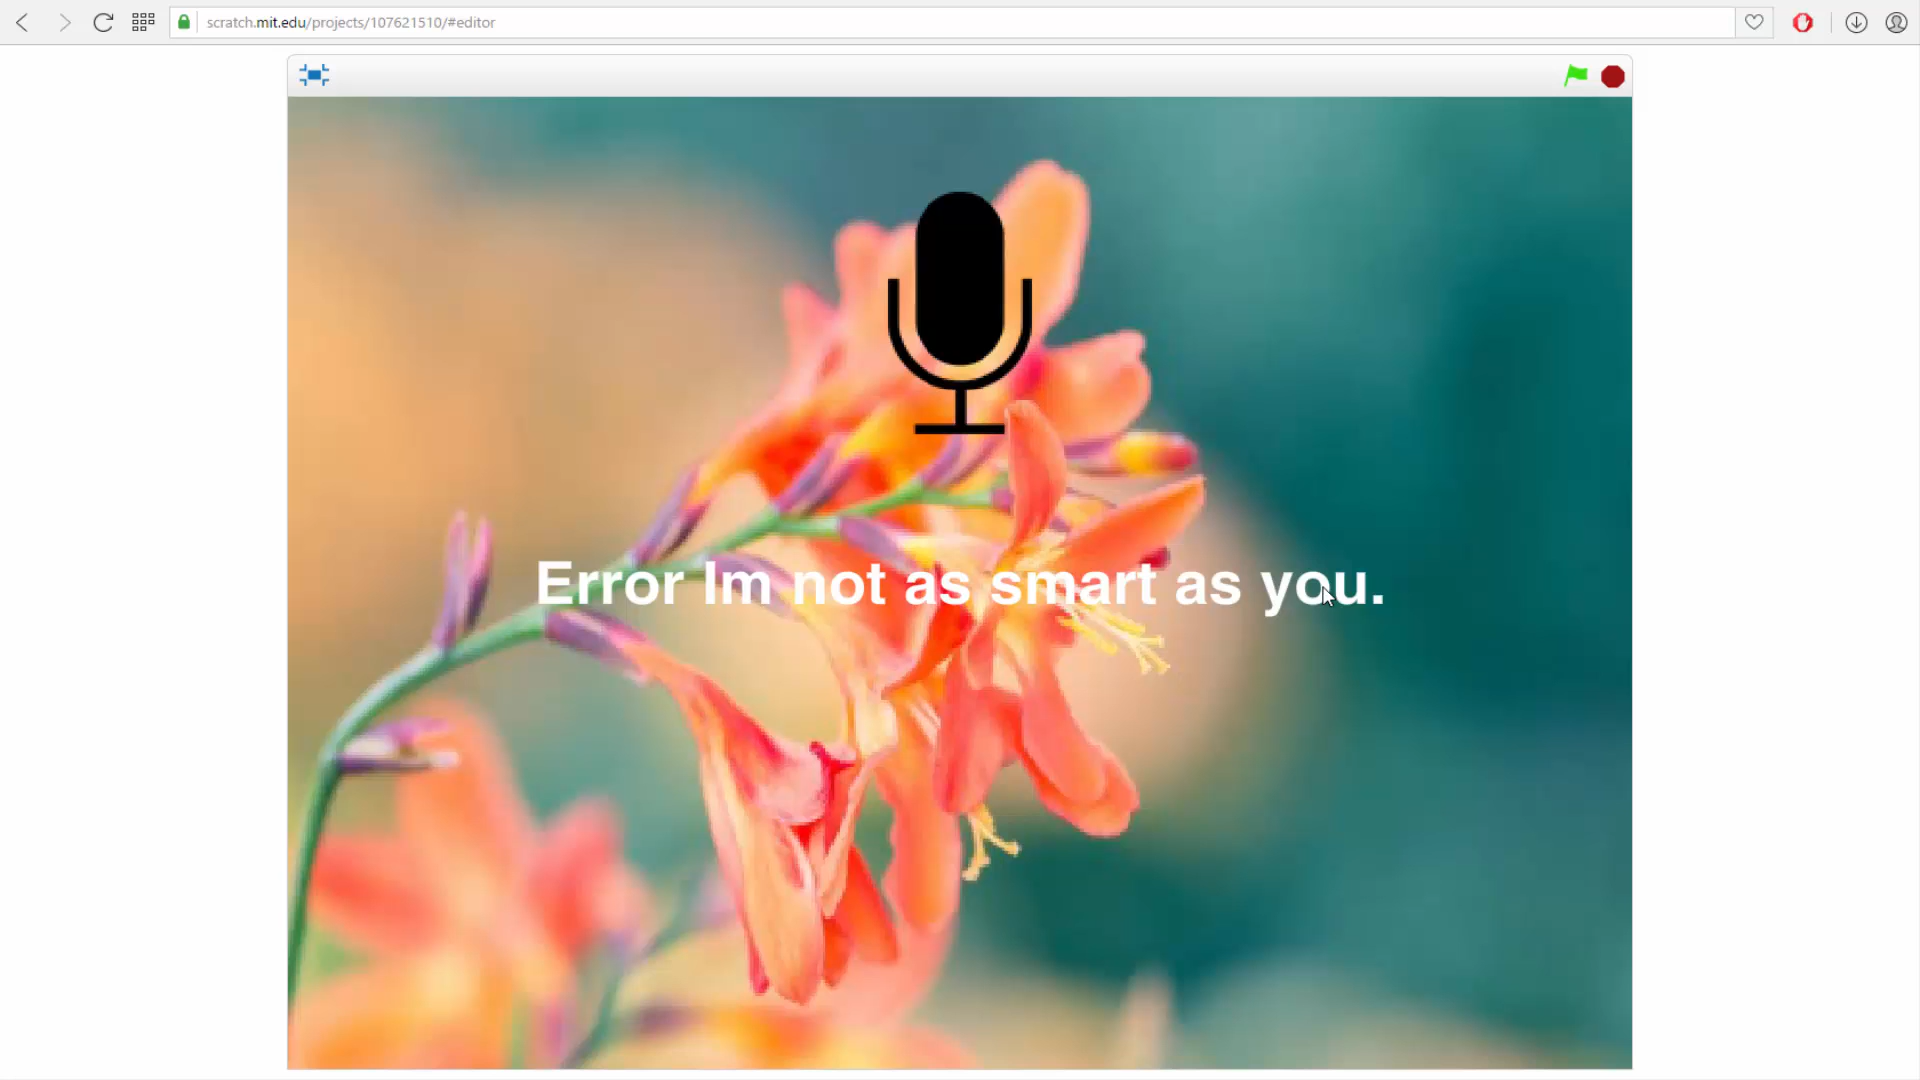 scratch.mit.edu/projects/107621510/#editor
Error Im not as smart as you.